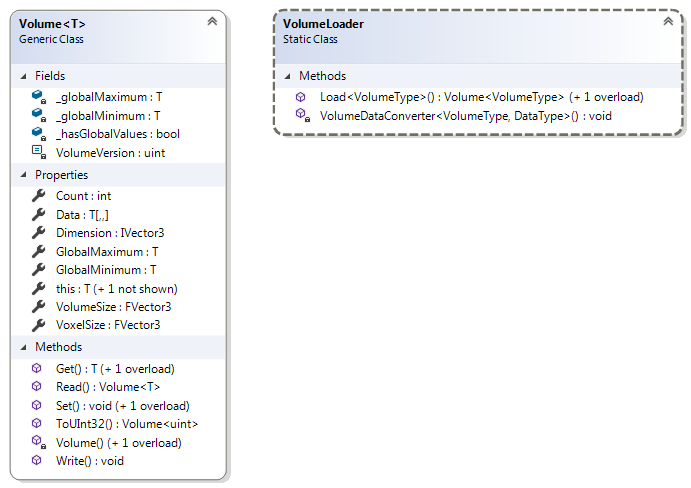 Volume<T>
Generic Class
Fields
_globalMaximum : T
_globalMinimum : T
_hasGlobalValues : bool
VolumeVersion : uint
Properties
Count : int
Data : T[,,]
Dimension : IVector3
GlobalMaximum : T
GlobalMinimum : T
this : T (+ 1 not shown)
VolumeSize : FVector3
VoxelSize : FVector3
Methods
Get() : T (+ 1 overload)
Read() : Volume<T>
Set() : void (+ 1 overload)
ToUInt32() : Volume<uint>
Volume() (+ 1 overload)
Write() : void
VolumeLoader
Static Class
Methods
Load<VolumeType>() : Volume<VolumeType> (+ 1 overload)
VolumeDataConverter<VolumeType, DataType>() : void